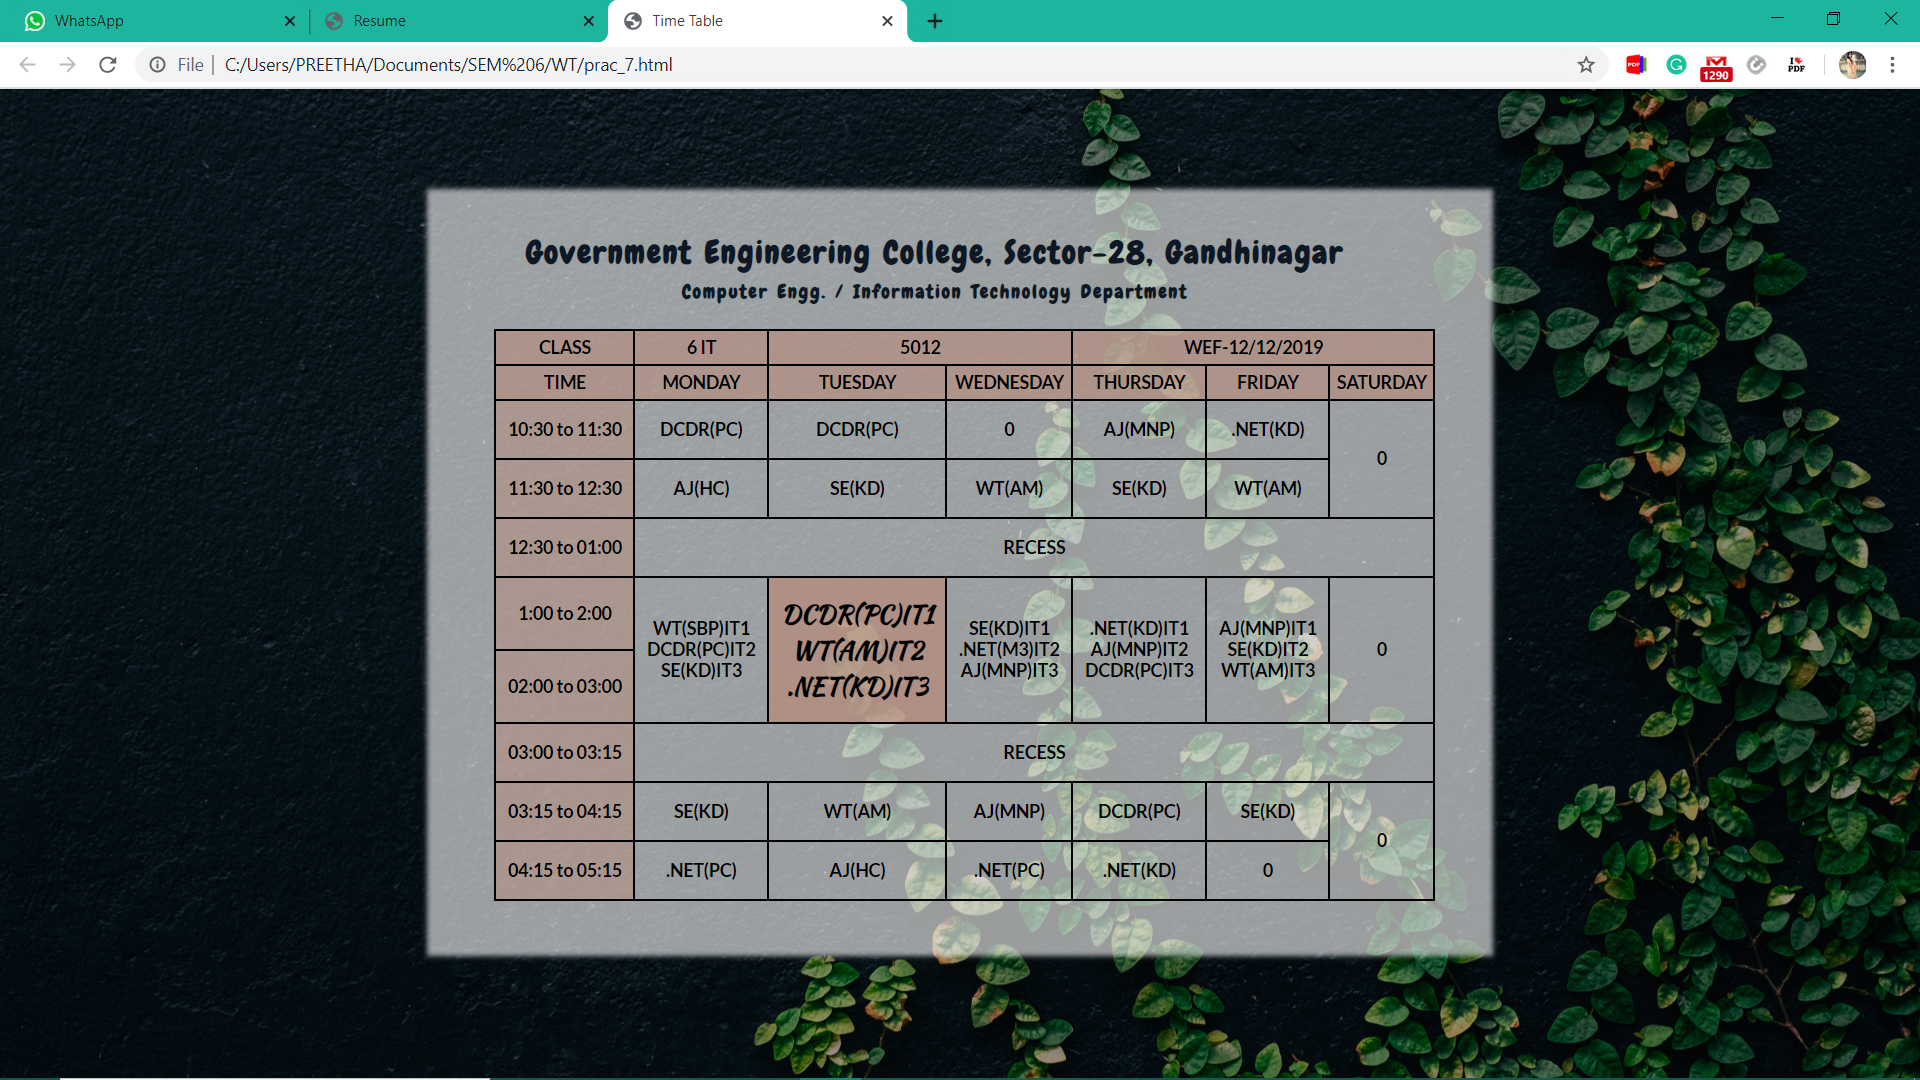 WhatsApp
Resume
Time Table
File
C:/Users/PREETHA/Documents/SEM%206/WT/prac_7.html
PDF
1290
I
PDF
Government Engineering College, Sector-28, Gandhinagar
Computer Engg. / Information Technology Department
CLASS 6 IT 5012 WEF-12/12/2019
TIME MONDAY TUESDAY WEDNESDAY THURSDAY FRIDAY SATURDAY
10:30 to 11:30 DCDR(PC) DCDR(PC) 0 AJ(MNP) .NET(KD)
0
11:30 to 12:30 AJ(HC) SE(KD) WT(AM) SE(KD) WT(AM)
12:30 to 01:00 RECESS
1:00 to 2:00
02:00 to 03:00
WT(SBP)IT1
DCDR(PC)IT2
SE(KD)IT3
DCDR(PC)IT1
WT(AM)IT2
.NET(KD)IT3
SE(KD)IT1
.NET(M3)IT2
AJ(MNP)IT3
.NET(KD)IT1
AJ(MNP)IT2
DCDR(PC)IT3
AJ(MNP)IT1
SE(KD)IT2
WT(AM)IT3
0
03:00 to 03:15 RECESS
03:15 to 04:15 SE(KD) WT(AM) AJ(MNP) DCDR(PC) SE(KD)
0
04:15 to 05:15 .NET(PC) AJ(HC) .NET(PC) .NET(KD) 0